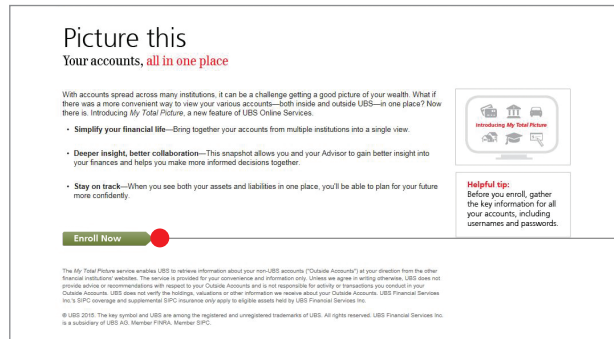 Picture this
Your accounts, all in one place
With accounts spread across many institutions, it can be a challenge getting a good picture of your wealth. What if
there was a more convenient way to view your various accounts—both inside and outside UBS—in one place? Now
there is. Introducing My Total Picture, a new feature of UBS Online Services.
• Simplify your financial life—Bring together your accounts from multiple institutions into a single view.
• Deeper insight, better collaboration—This snapshot allows you and your Advisor to gain better insight into
your finances and helps you make more informed decisions together.
• Stay on track—When you see both your assets and liabilities in one place, you'll be able to plan for your future
more confidently.
Introducing My Total Picture
Helpful tip:
Before you enroll, gather
the key information for all
your accounts, including
usernames and passwords.
Enroll Now
The My Total Picture service enables UBS to retrieve information about your non-UBS accounts ("Outside Accounts") at your direction from the other
financial institutions' websites. The service is provided for your convenience and information only. Unless we agree in writing otherwise, UBS does not
provide advice or recommendations with respect to your Outside Accounts and is not responsible for activity or transactions you conduct in your
Outside Accounts. UBS does not verify the holdings, valuations or other information we receive about your Outside Accounts. UBS Financial Services
Inc.'s SIPC coverage and supplemental SIPC insurance only apply to eligible assets held by UBS Financial Services Inc.
© UBS 2015. The key symbol and UBS are among the registered and unregistered trademarks of UBS. All rights reserved. UBS Financial Services Inc.
is a subsidiary of UBS AG. Member FINRA. Member SIPC.